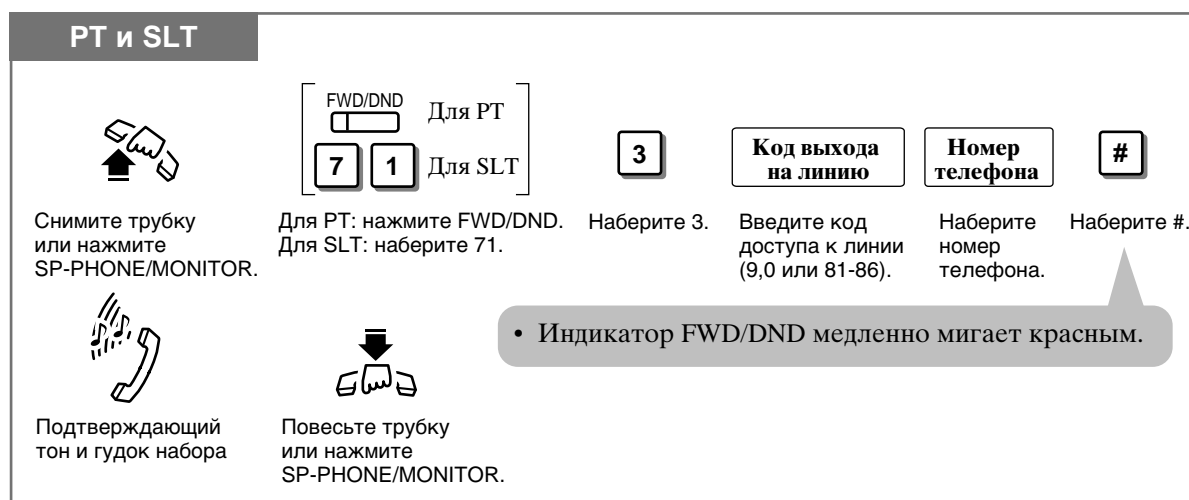 PT и SLT
FWD/DND
Для PT
7 1 Для SLT
3
Код выхода
на линию
Номер
телефона
#
Снимите трубку
или нажмите
SP-PHONE/MONITOR.
Для PT: нажмите FWD/DND.
Для SLT: наберите 71.
Наберите 3.
Введите код
доступа к линии
(9,0 или 81-86).
Наберите
номер
телефона.
Наберите #.
• Индикатор FWD/DND медленно мигает красным.
Подтверждающий
тон и гудок набора
Повесьте трубку
или нажмите
SP-PHONE/MONITOR.